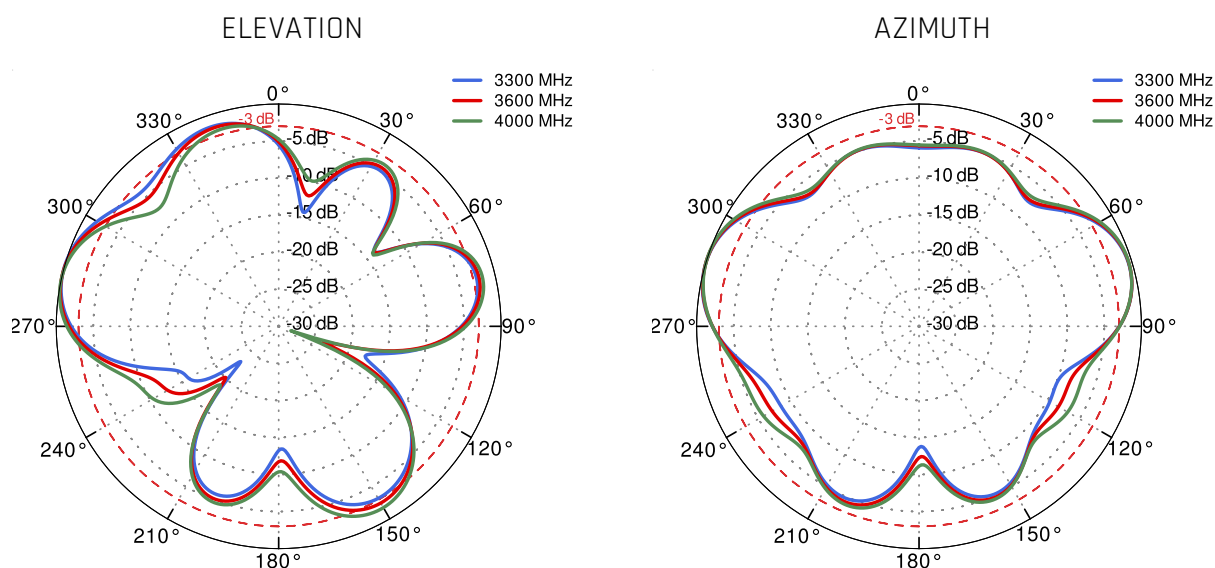 ELEVATION
3300 MHz
3600 MHz
4000 MHz
0°
30°
60°
90°
120°
150°
180°
210°
240°
270°
300°
330°
-3 dB
-5 dB
-10 dB
-15 dB
-20 dB
-25 dB
-30 dB
AZIMUTH
3300 MHz
3600 MHz
4000 MHz
0°
30°
60°
90°
120°
150°
180°
210°
240°
270°
300°
330°
-3 dB
-5 dB
-10 dB
-15 dB
-20 dB
-25 dB
-30 dB